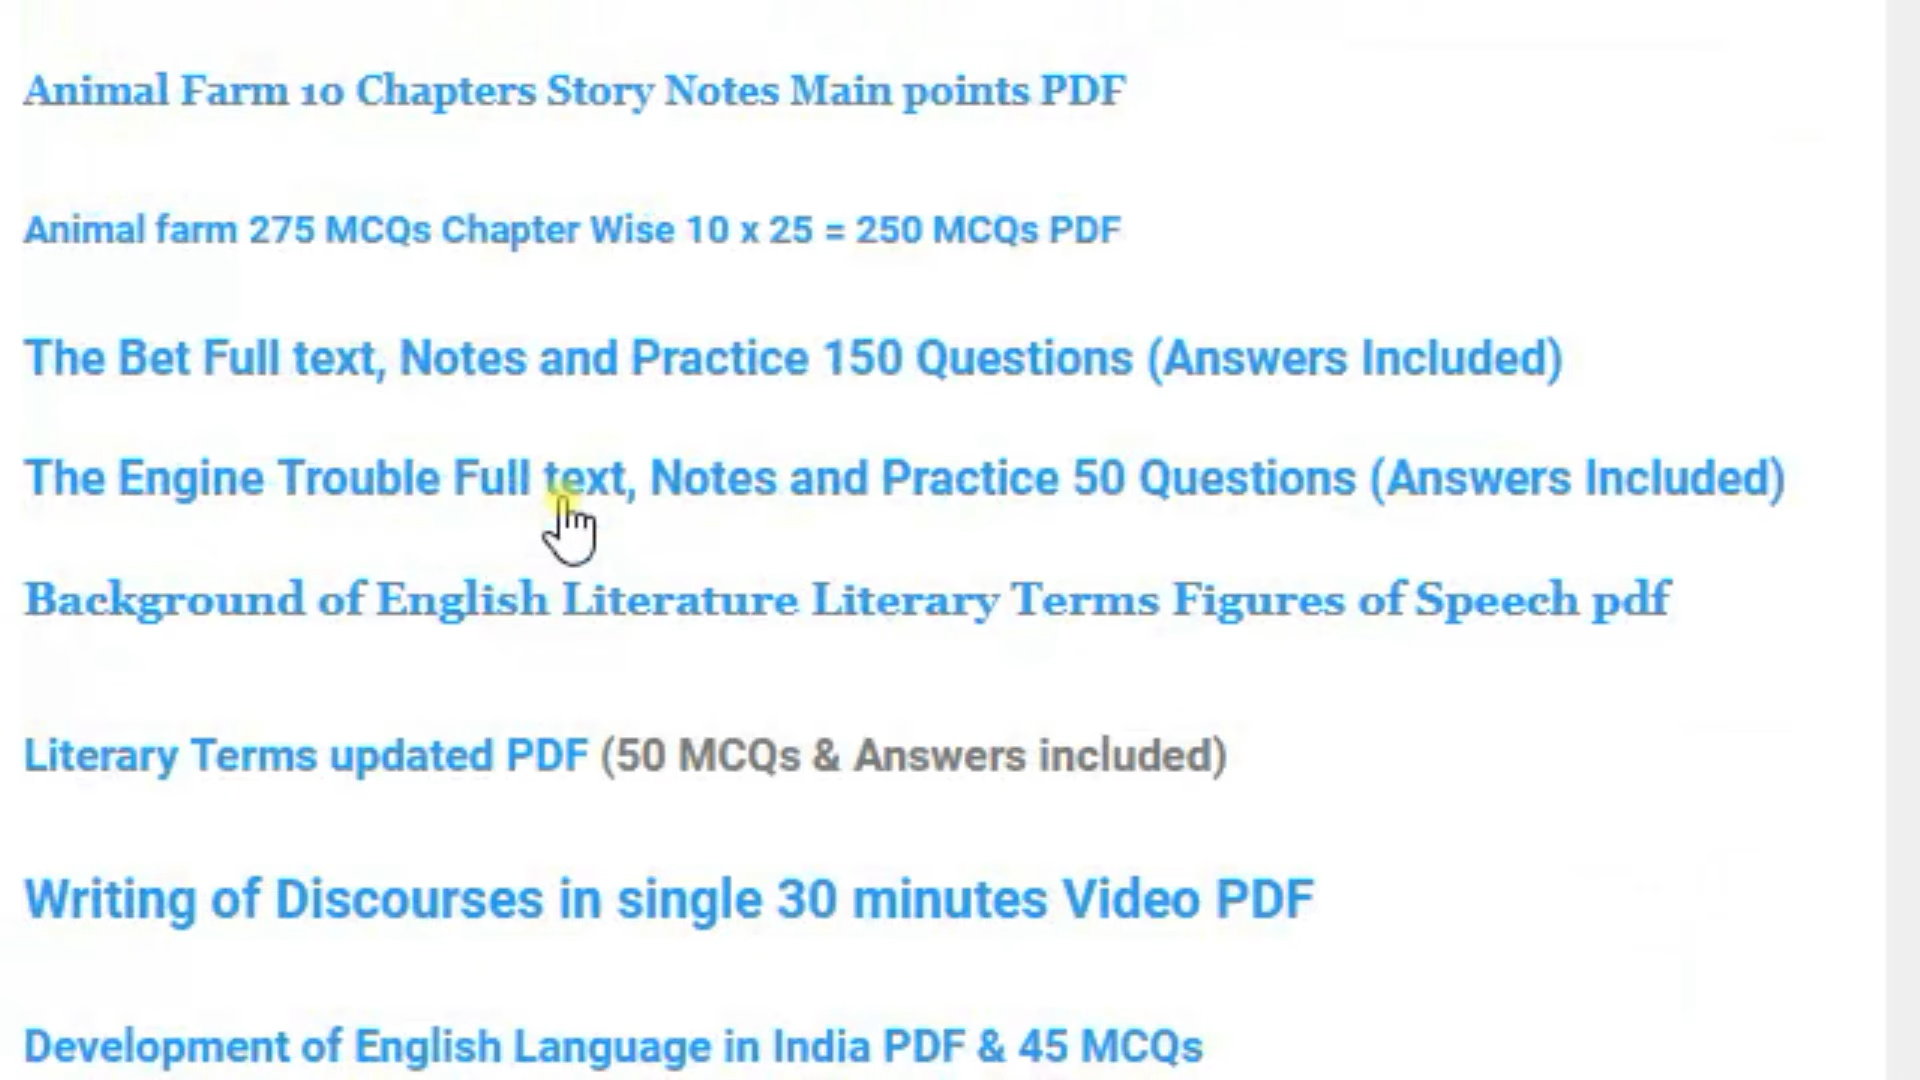 Animal Farm 10 Chapters Story Notes Main points PDF
Animal farm 275 MCQs Chapter Wise 10 x 25 = 250 MCQs PDF
The Bet Full text, Notes and Practice 150 Questions (Answers Included)
The Engine Trouble Full text, Notes and Practice 50 Questions (Answers Included)
Background of English Literature Literary Terms Figures of Speech pdf
Literary Terms updated PDF (50 MCQs & Answers included)
Writing of Discourses in single 30 minutes Video PDF
Development of English Language in India PDF & 45 MCQs